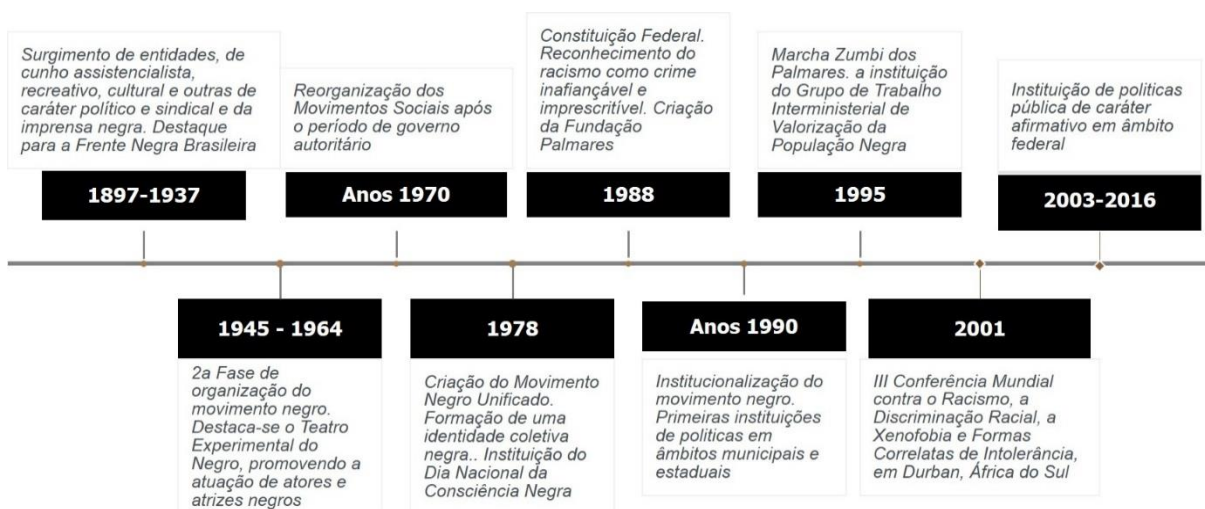 Surgimento de entidades, de
cunho assistencialista,
recreativo, cultural e outras de
caráter político e sindical e da
imprensa negra. Destaque
para a Frente Negra Brasileira
1897-1937
Reorganização dos
Movimentos Sociais após
o período de governo
autoritário
Anos 1970
Constituição Federal.
Reconhecimento do
racismo como crime
inafiançável e
imprescritível. Criação
da Fundação
Palmares
1988
Marcha Zumbi dos
Palmares. a instituição
do Grupo de Trabalho
Interministerial de
Valorização da
População Negra
1995
Instituição de politicas
pública de caráter
afirmativo em âmbito
federal
2003-2016
1945 - 1964
2a Fase de
organização do
movimento negro.
Destaca-se o Teatro
Experimental do
Negro, promovendo a
atuação de atores e
atrizes negros
1978
Criação do Movimento
Negro Unificado.
Formação de uma
identidade coletiva
negra.. Instituição do
Dia Nacional da
Consciência Negra
Anos 1990
Institucionalização do
movimento negro.
Primeiras instituições
de politicas em
âmbitos municipais e
estaduais
2001
III Conferência Mundial
contra o Racismo, a
Discriminação Racial, a
Xenofobia e Formas
Correlatas de Intolerância,
em Durban, África do Sul